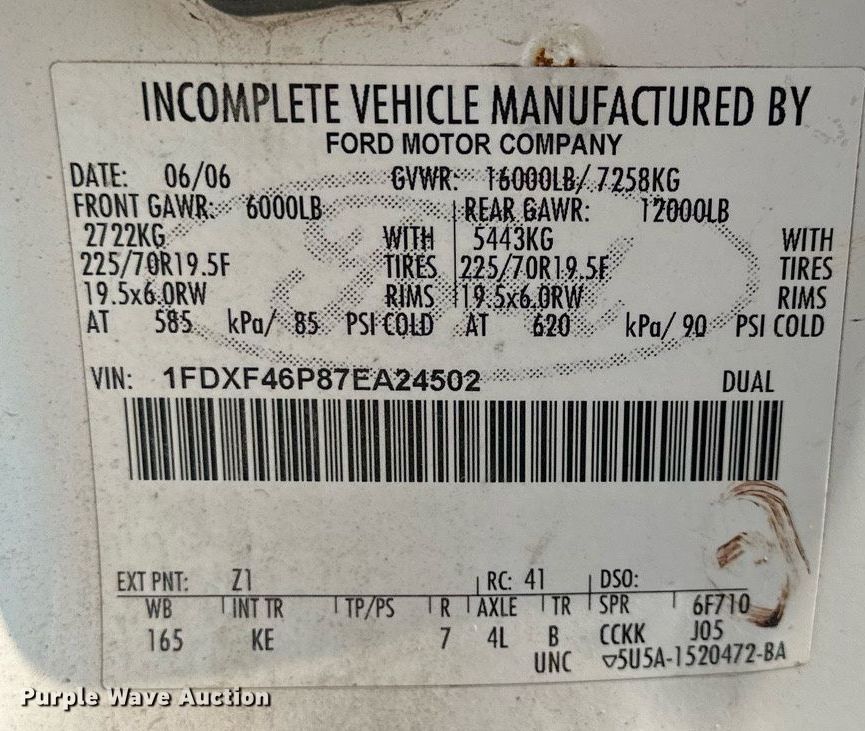 INCOMPLETE VEHICLE MANUFACTURED BY
FORD MOTOR COMPANY
DATE: 06/06 GVWR: 16000LB/ 7258KG
FRONT GAWR: 6000LB REAR GAWR: 12000LB
2722KG WITH 5443KG WITH
225/70R19.5F TIRES 225/70R19.5F TIRES
19.5x6.0RW RIMS 19.5x6.0RW RIMS
AT 585 kPa/ 85 PSI COLD AT 620 kPa/ 90 PSI COLD
VIN: 1FDXF46P87EA24502 DUAL
EXT PNT: Z1 RC: 41 DSO:
WB INT TR TP/PS R AXLE TR SPR 6F710
165 KE 7 4L B CCKK J05
UNC ▽5U5A-1520472-BA
Purple Wave Auction